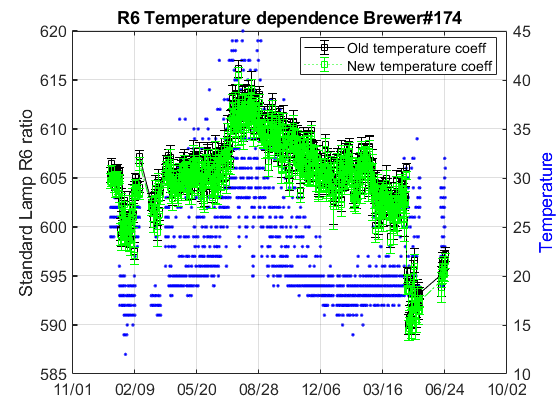 R6 Temperature dependence Brewer#174
Old temperature coeff
New temperature coeff
Standard Lamp R6 ratio
620
615
610
605
600
595
590
585
45
40
35
30
25
20
15
10
Temperature
11/01 02/09 05/20 08/28 12/06 03/16 06/24 10/02